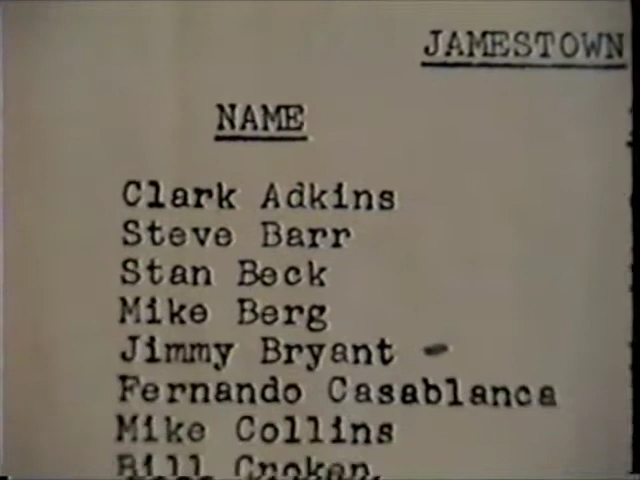 JAMESTOWN
NAME
Clark Adkins
Steve Barr
Stan Beck
Mike Berg
Jimmy Bryant -
Fernando Casablanca
Mike Collins
Bill